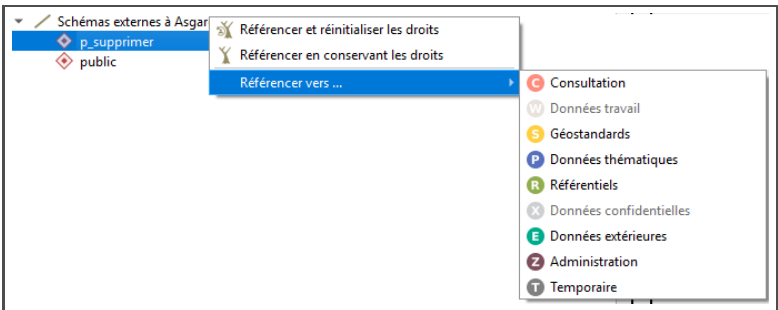 Schémas externes à Asgar
p_supprimer
public
Référencer et réinitialiser les droits
Référencer en conservant les droits
Référencer vers ...
C Consultation
W Données travail
S Géostandards
P Données thématiques
R Référentiels
X Données confidentielles
E Données extérieures
Z Administration
T Temporaire